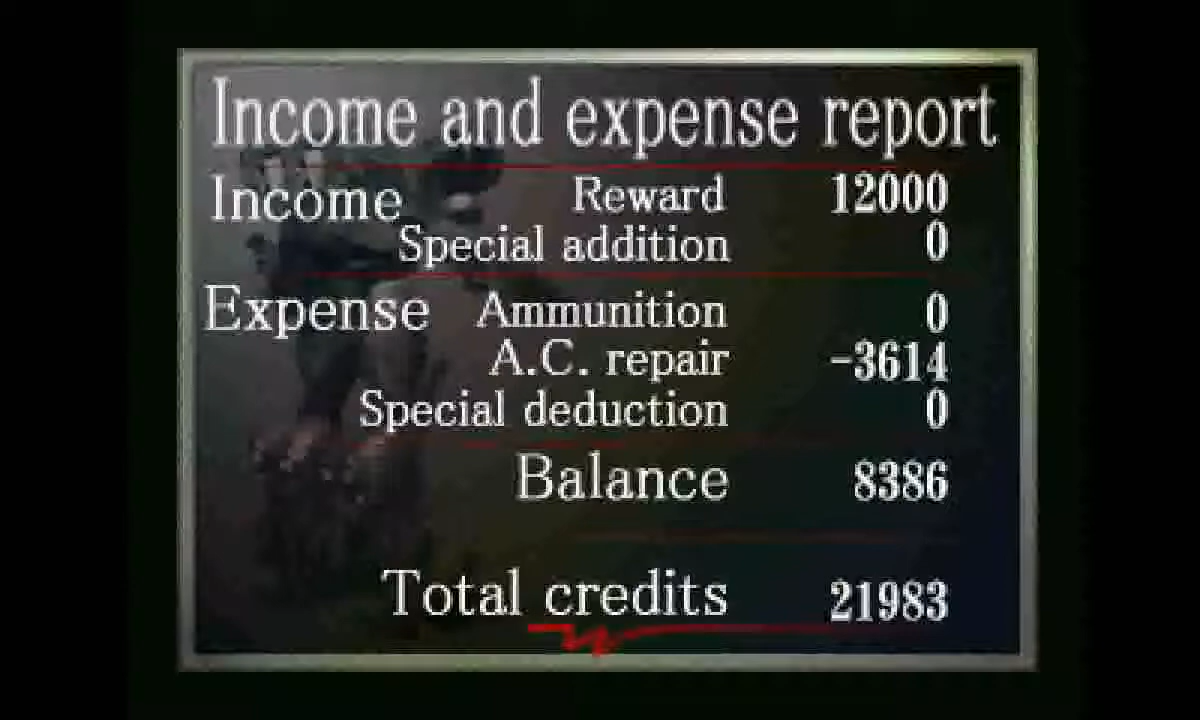 Income and expense report
Income Reward 12000
Special addition 0
Expense Ammunition 0
A.C. repair -3614
Special deduction 0
Balance 8386
Total credits 21983